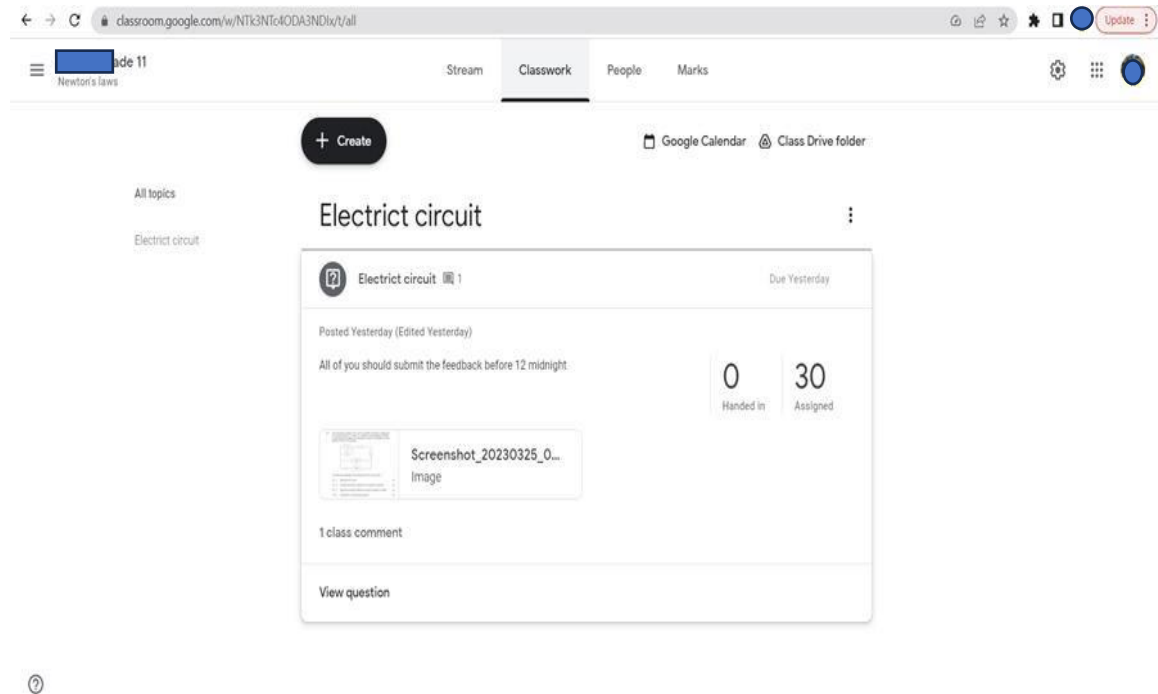 classroom.google.com/w/NTk3NTc4ODA3NDIx/t/all
Update
ade 11
Newton's laws
Stream Classwork People Marks
+ Create
Google Calendar Class Drive folder
All topics
Electrict circuit
Electrict circuit
Electrict circuit 1
Due Yesterday
Posted Yesterday (Edited Yesterday)
All of you should submit the feedback before 12 midnight
0 30
Handed in Assigned
Screenshot_20230325_0...
Image
1 class comment
View question